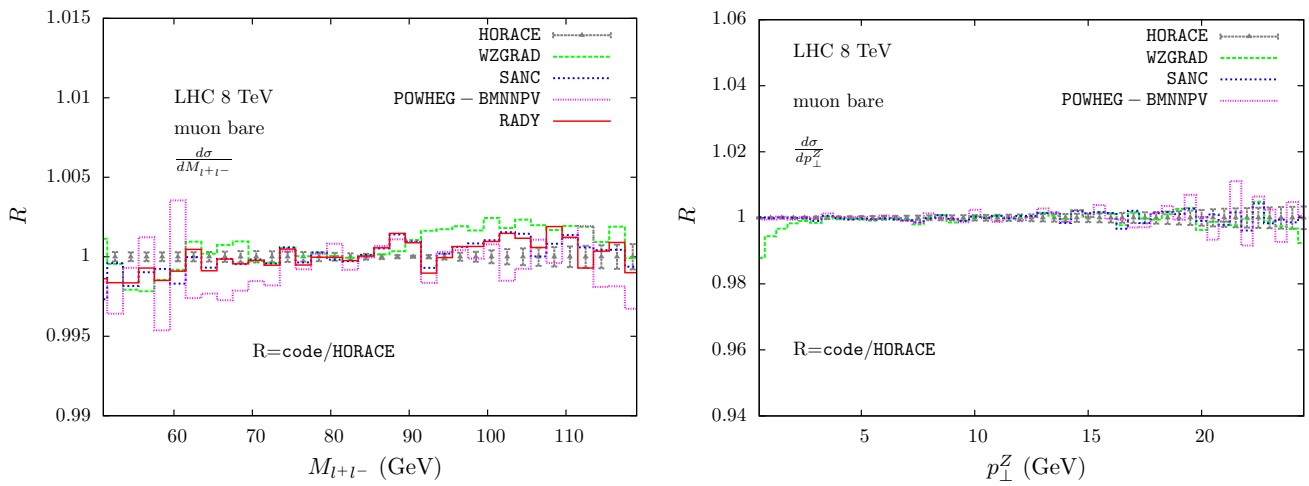 1.015
1.01
1.005
1
0.995
0.99
R
HORACE
WZGRAD
SANC
POWHEG − BMNNPV
RADY
LHC 8 TeV
muon bare
dσ
dM_{l+l−}
R=code/HORACE
60 70 80 90 100 110
M_{l+l−} (GeV)
1.06
1.04
1.02
1
0.98
0.96
0.94
R
HORACE
WZGRAD
SANC
POWHEG − BMNNPV
LHC 8 TeV
muon bare
dσ
dp_⊥^Z
R=code/HORACE
5 10 15 20
p_⊥^Z (GeV)